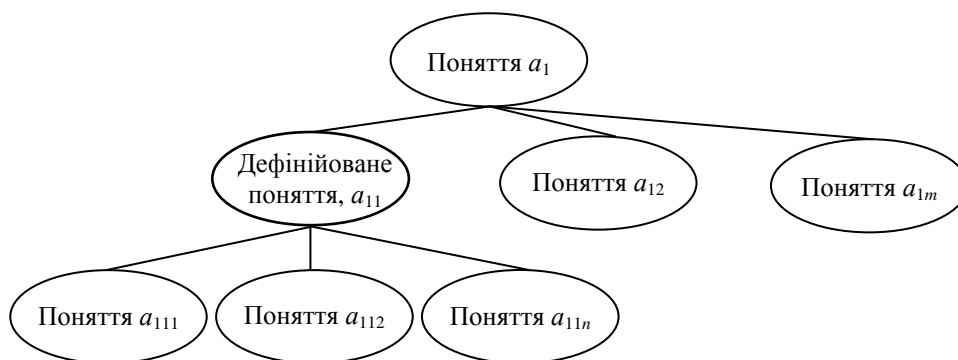 Поняття a₁
Дефінійоване
поняття, a₁₁
Поняття a₁₂
Поняття a₁ₘ
Поняття a₁₁₁
Поняття a₁₁₂
Поняття a₁₁ₙ